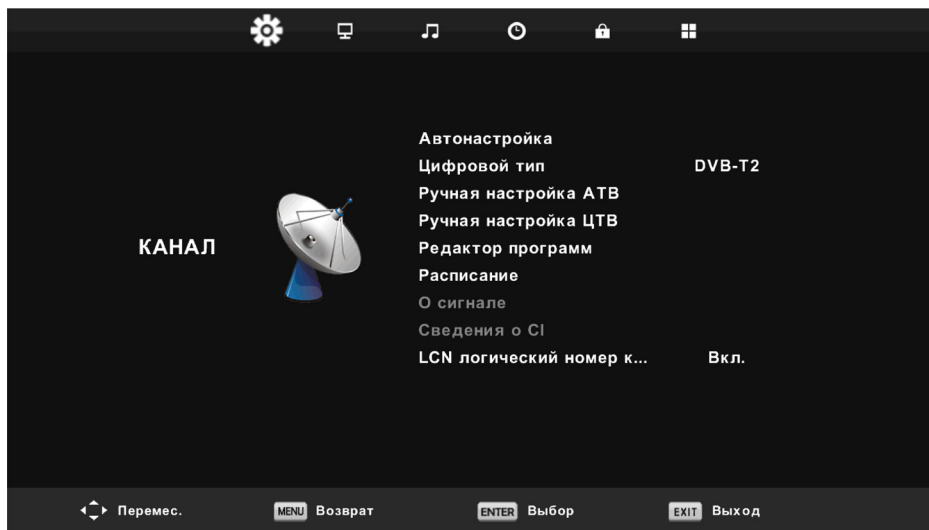 Автонастройка
Цифровой тип DVB-T2
Ручная настройка АТВ
Ручная настройка ЦТВ
КАНАЛ
Редактор программ
Расписание
О сигнале
Сведения о CI
LCN логический номер к... Вкл.
Перемес. MENU Возврат ENTER Выбор EXIT Выход